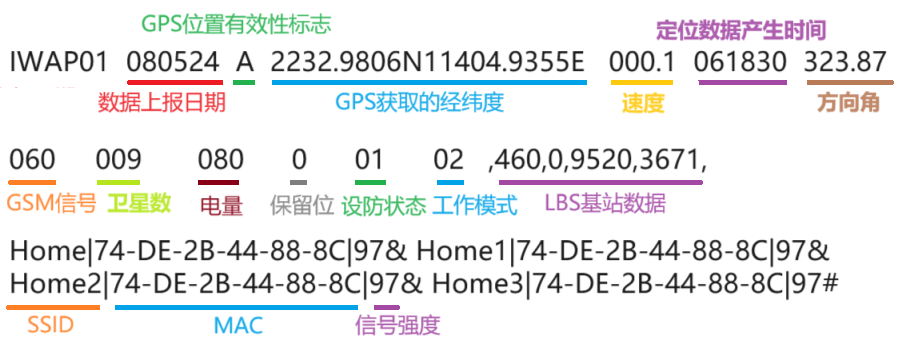 GPS位置有效性标志
定位数据产生时间
IWAP01 080524 A 2232.9806N11404.9355E 000.1 061830 323.87
数据上报日期 GPS获取的经纬度 速度 方向角
060 009 080 0 01 02 ,460,0,9520,3671,
GSM信号 卫星数 电量 保留位 设防状态 工作模式 LBS基站数据
Home|74-DE-2B-44-88-8C|97& Home1|74-DE-2B-44-88-8C|97&
Home2|74-DE-2B-44-88-8C|97& Home3|74-DE-2B-44-88-8C|97#
SSID MAC 信号强度